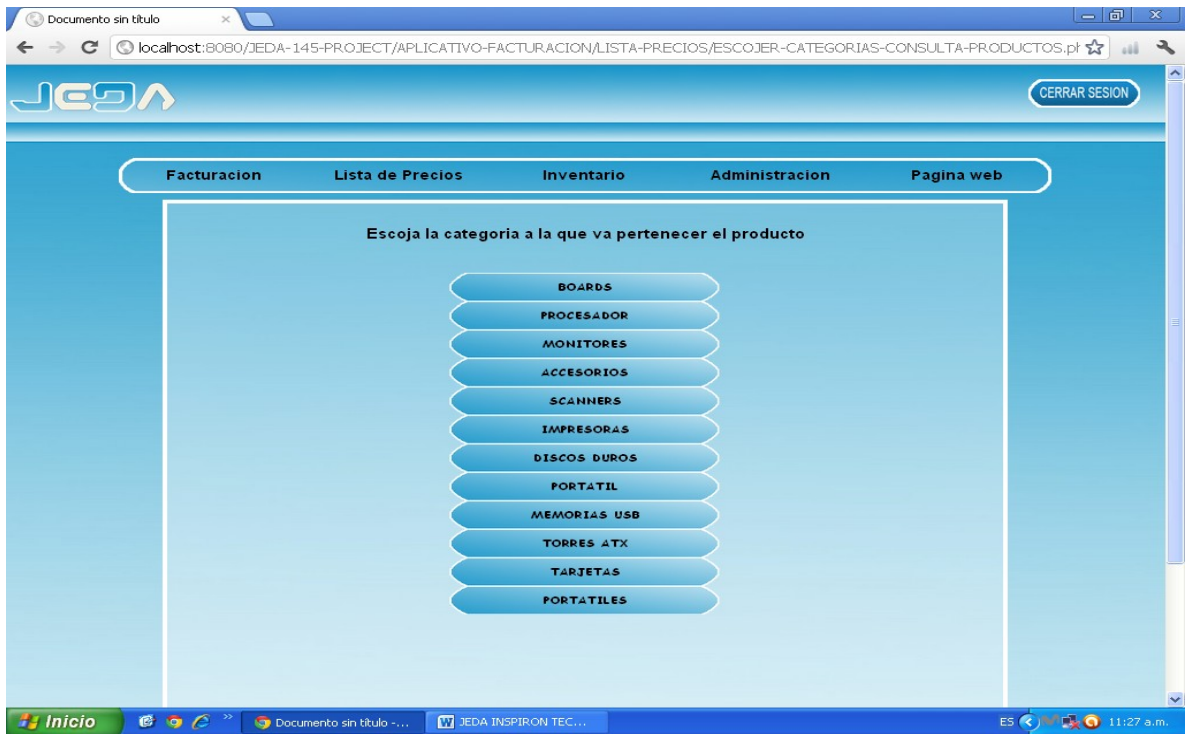 Documento sin título
localhost:8080/JEDA-145-PROJECT/APLICATIVO-FACTURACION/LISTA-PRECIOS/ESCOJER-CATEGORIAS-CONSULTA-PRODUCTOS.ph
JEDA
CERRAR SESION
Facturacion Lista de Precios Inventario Administracion Pagina web
Escoja la categoria a la que va pertenecer el producto
BOARDS
PROCESADOR
MONITORES
ACCESORIOS
SCANNERS
IMPRESORAS
DISCOS DUROS
PORTATIL
MEMORIAS USB
TORRES ATX
TARJETAS
PORTATILES
Inicio » Documento sin título -... JEDA INSPIRON TEC... ES 11:27 a.m.